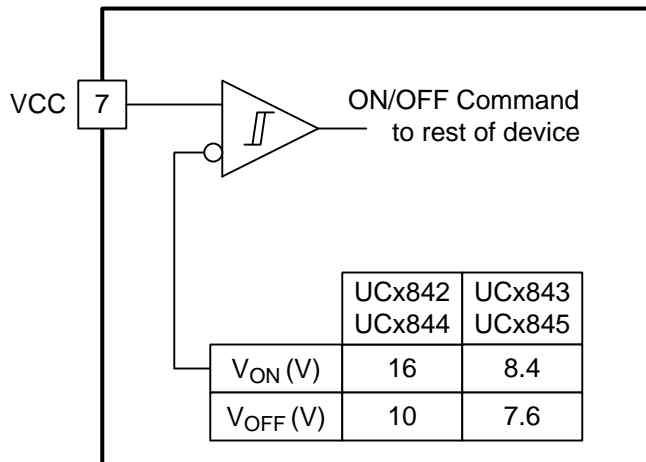 VCC 7
ON/OFF Command
to rest of device
UCx842 UCx843
UCx844 UCx845
VON (V) 16 8.4
VOFF (V) 10 7.6